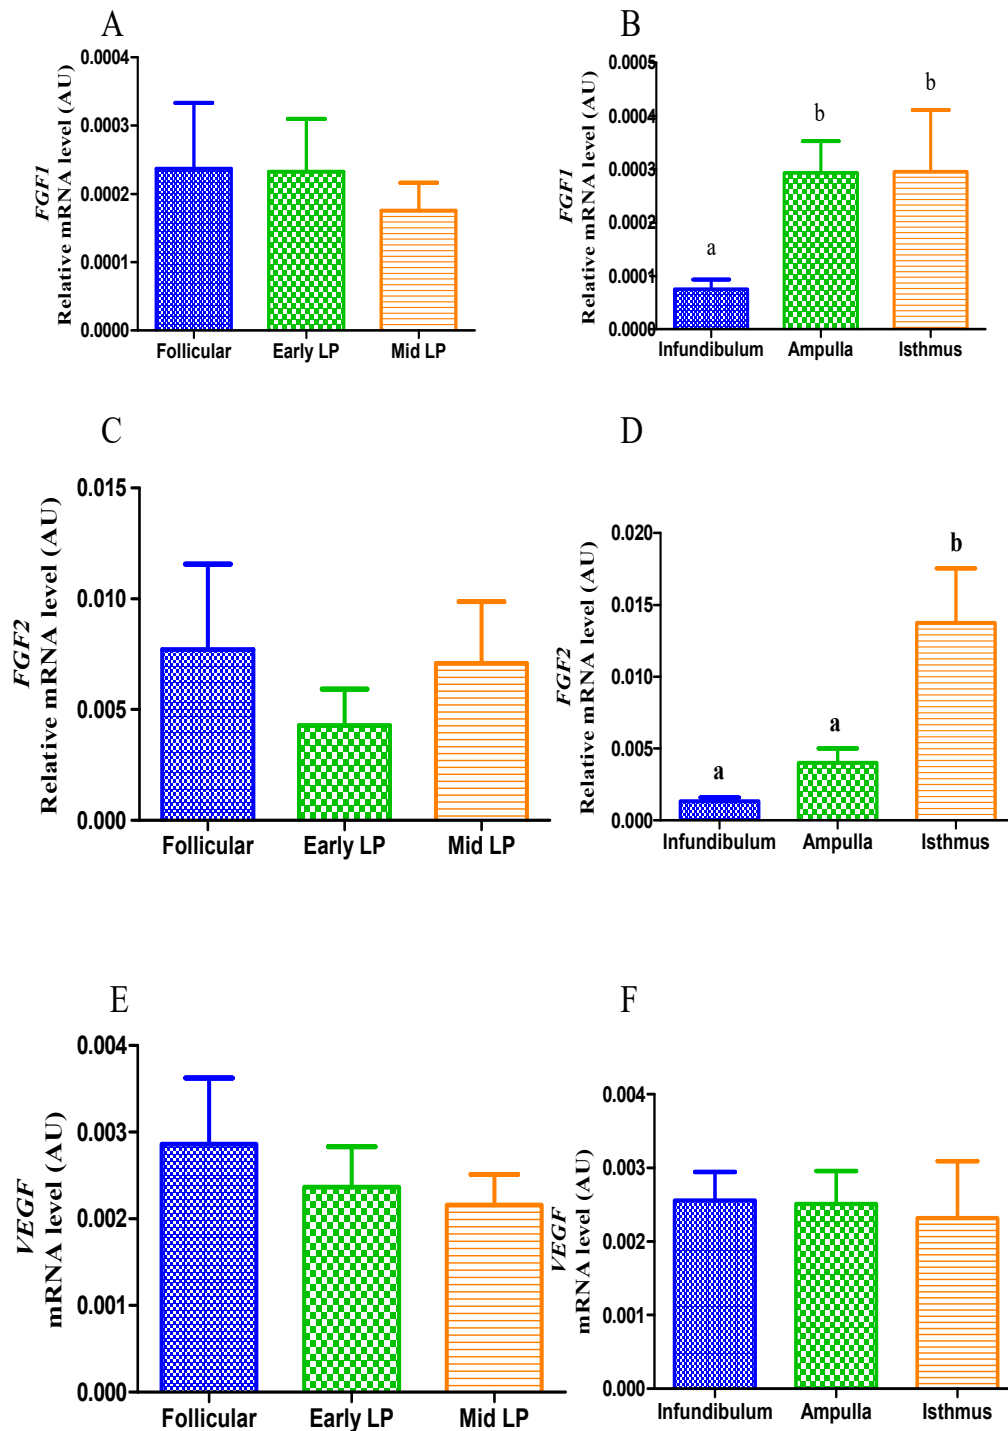 A
FGF1
Relative mRNA level (AU)
0.0004
0.0003
0.0002
0.0001
0.0000
Follicular Early LP Mid LP
B
FGF1
Relative mRNA level (AU)
0.0005
0.0004
0.0003
0.0002
0.0001
0.0000
a
b
b
Infundibulum Ampulla Isthmus
C
FGF2
Relative mRNA level (AU)
0.015
0.010
0.005
0.000
Follicular Early LP Mid LP
D
FGF2
Relative mRNA level (AU)
0.020
0.015
0.010
0.005
0.000
a
a
b
Infundibulum Ampulla Isthmus
E
VEGF
mRNA level (AU)
0.004
0.003
0.002
0.001
0.000
Follicular Early LP Mid LP
F
VEGF
mRNA level (AU)
0.004
0.003
0.002
0.001
0.000
Infundibulum Ampulla Isthmus